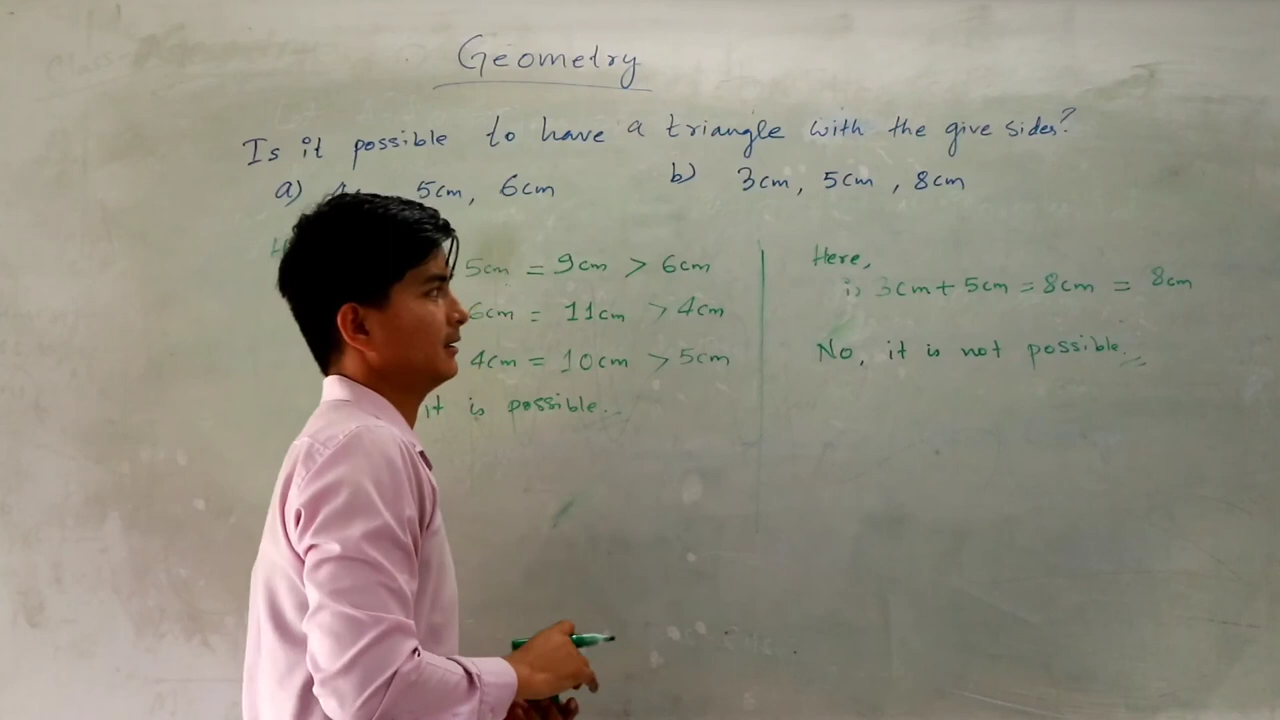 Geometry
Is it possible to have a triangle with the give sides?
a) 5cm, 6cm
b) 3cm, 5cm, 8cm
5cm = 9cm > 6cm
6cm = 11cm > 4cm
4cm = 10cm > 5cm
it is possible.
Here,
i) 3cm + 5cm = 8cm = 8cm
No, it is not possible.